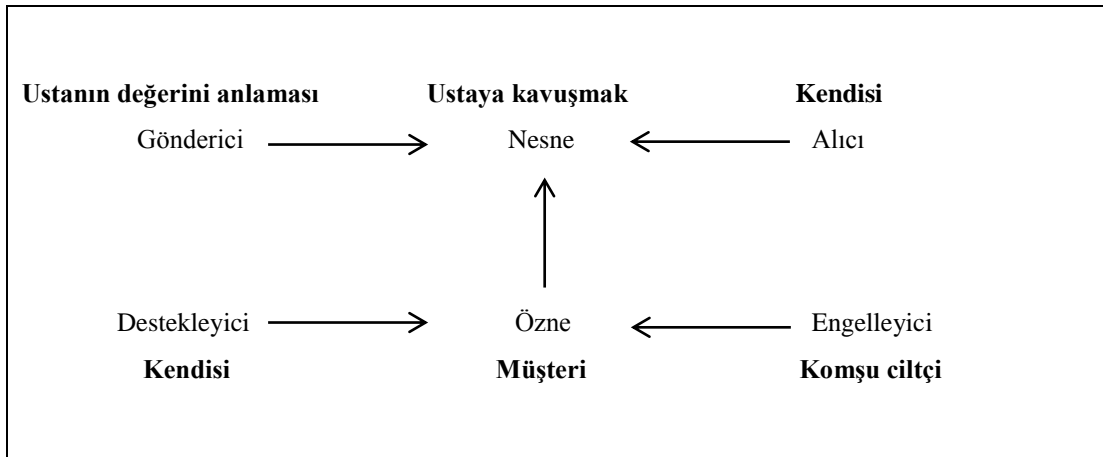 Ustanın değerini anlaması Ustaya kavuşmak Kendisi
Gönderici Nesne Alıcı
Destekleyici Özne Engelleyici
Kendisi Müşteri Komşu ciltçi